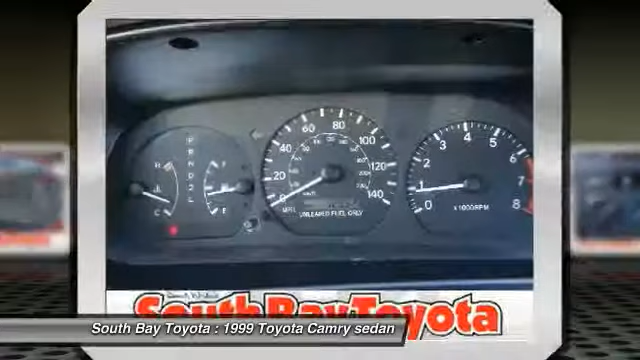 60 80 100
40 120
20 140
0
MPH
UNLEADED FUEL ONLY
H
C
F
E
P
R
N
D
2
L
0 1 2 3 4 5 6 7 8
X1000RPM
South Bay Toyota
South Bay Toyota : 1999 Toyota Camry sedan